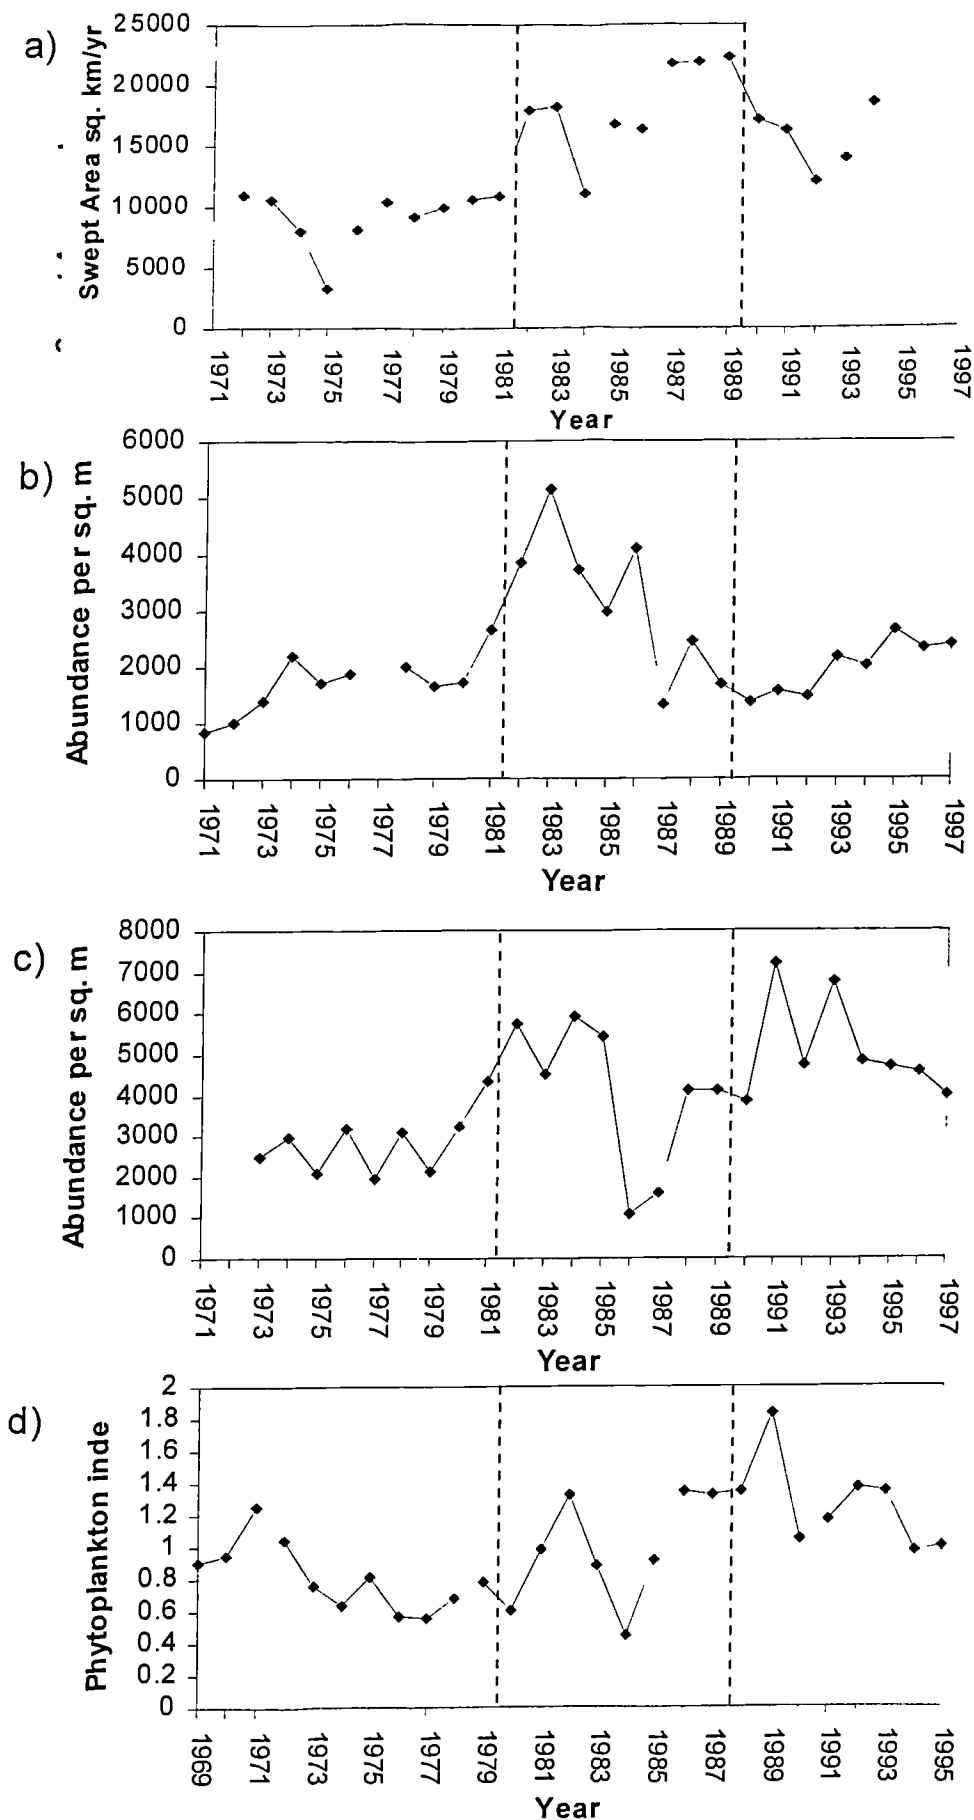 a)
Swept Area sq. km/yr
25000
20000
15000
10000
5000
0
1971 1973 1975 1977 1979 1981 1983 1985 1987 1989 1991 1993 1995 1997
Year
b)
Abundance per sq. m
6000
5000
4000
3000
2000
1000
0
1971 1973 1975 1977 1979 1981 1983 1985 1987 1989 1991 1993 1995 1997
Year
c)
Abundance per sq. m
8000
7000
6000
5000
4000
3000
2000
1000
0
1971 1973 1975 1977 1979 1981 1983 1985 1987 1989 1991 1993 1995 1997
Year
d)
Phytoplankton inde
2
1.8
1.6
1.4
1.2
1
0.8
0.6
0.4
0.2
0
1969 1971 1973 1975 1977 1979 1981 1983 1985 1987 1989 1991 1993 1995
Year